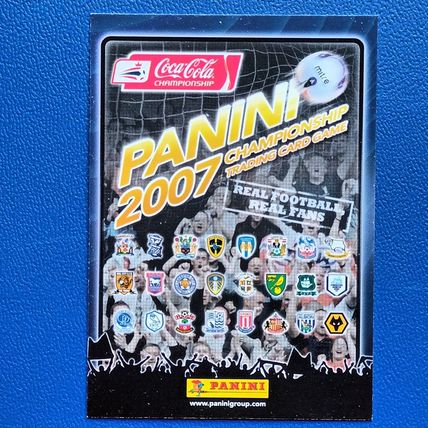 Coca-Cola
CHAMPIONSHIP
mitre
PANINI
2007 CHAMPIONSHIP
TRADING CARD GAME
REAL FOOTBALL
REAL FANS
PANINI
www.paninigroup.com